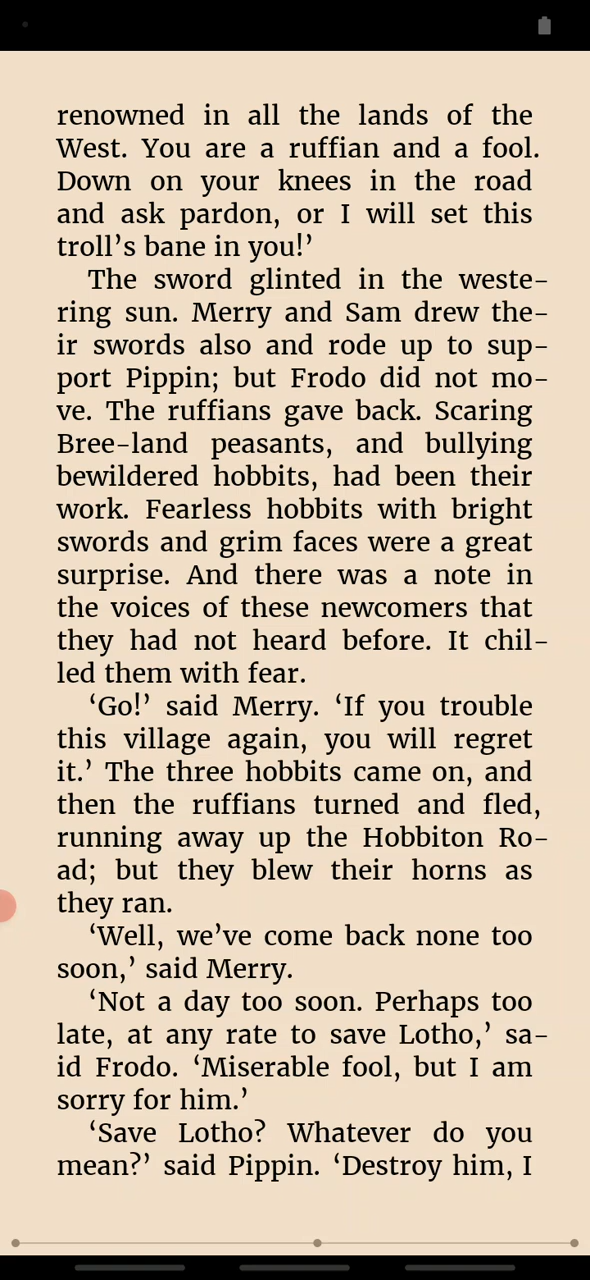 renowned in all the lands of the
West. You are a ruffian and a fool.
Down on your knees in the road
and ask pardon, or I will set this
troll’s bane in you!’
The sword glinted in the weste-
ring sun. Merry and Sam drew the-
ir swords also and rode up to sup-
port Pippin; but Frodo did not mo-
ve. The ruffians gave back. Scaring
Bree-land peasants, and bullying
bewildered hobbits, had been their
work. Fearless hobbits with bright
swords and grim faces were a great
surprise. And there was a note in
the voices of these newcomers that
they had not heard before. It chil-
led them with fear.
‘Go!’ said Merry. ‘If you trouble
this village again, you will regret
it.’ The three hobbits came on, and
then the ruffians turned and fled,
running away up the Hobbiton Ro-
ad; but they blew their horns as
they ran.
‘Well, we’ve come back none too
soon,’ said Merry.
‘Not a day too soon. Perhaps too
late, at any rate to save Lotho,’ sa-
id Frodo. ‘Miserable fool, but I am
sorry for him.’
‘Save Lotho? Whatever do you
mean?’ said Pippin. ‘Destroy him, I